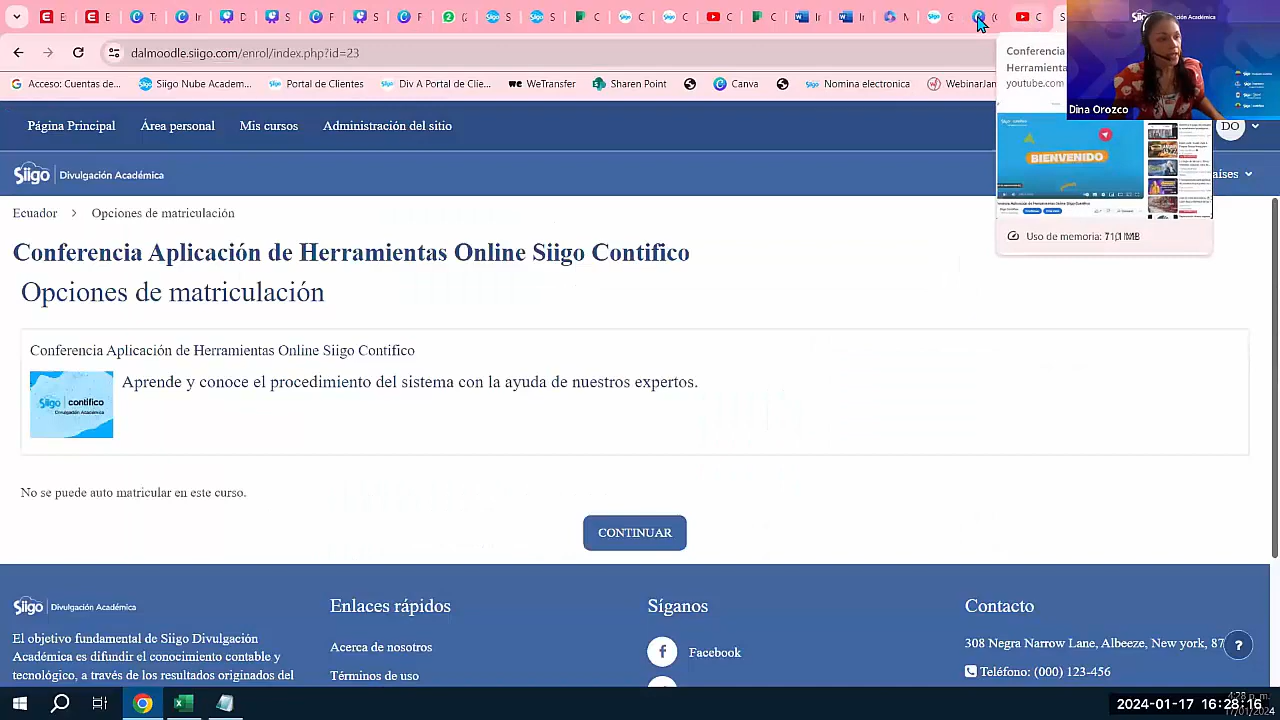 dalmoodle.siigo.com/enrol/index.php?id=23
Conferencia
Herramienta
youtube.com
Acceso: Cuentas de...
Siigo Nube Academ...
Portal de Clientes
Div A Portal de Clie...
WeTransfer
Sharen Point
Canva
Nomina electronica
Webina
Dina Orozco
Página Principal
Área personal
Mis cursos
Administración del sitio
BIENVENIDO
DO
Siigo | Divulgación Académica
aises
Ecuador > Opciones de matriculación
Uso de memoria:
Conferencia Aplicación de Herramientas Online Siigo Contifico
Opciones de matriculación
Conferencia Aplicación de Herramientas Online Siigo Contifico
Aprende y conoce el procedimiento del sistema con la ayuda de nuestros expertos.
Siigo | contifico
Divulgación Académica
No se puede auto matricular en este curso.
CONTINUAR
Siigo | Divulgación Académica
Enlaces rápidos
Síganos
Contacto
El objetivo fundamental de Siigo Divulgación
Académica es difundir el conocimiento contable y
tecnológico, a través de los resultados originados del
Acerca de nosotros
Términos de uso
Facebook
308 Negra Narrow Lane, Albeeze, New york, 87
Teléfono: (000) 123-456
?
2024-01-17 16:28:16
17/01/2024